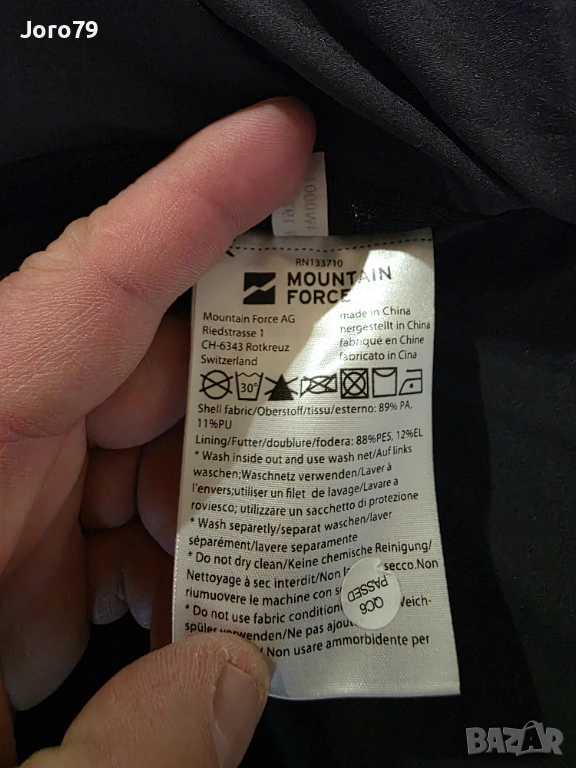 Joro79
RN133710
MOUNTAIN
FORCE
Mountain Force AG
Riedstrasse 1
CH-6343 Rotkreuz
Switzerland
made in China
hergestellt in China
fabriqué en Chine
fabricato in Cina
30°
Shell fabric/Oberstoff/tissu/esterno: 89% PA,
11%PU
Lining/Futter/doublure/fodera: 88%PES, 12%EL
* Wash inside out and use wash net/Auf links
waschen;Waschnetz verwenden/Laver à
l'envers;utiliser un filet de lavage/Lavare a
roviesco; utilizzare un sacchetto di protezione
* Wash separetly/separat waschen/laver
séparément/lavere separamente
* Do not dry clean/Keine chemische Reinigung/
Nettoyage à sec interdit/Non secco.Non
riumuovere le machine con
* Do not use fabric condition Weich-
spüler verwenden/Ne pas
/ Non usare ammorbidente per
QC6
PASSED
BAZAR